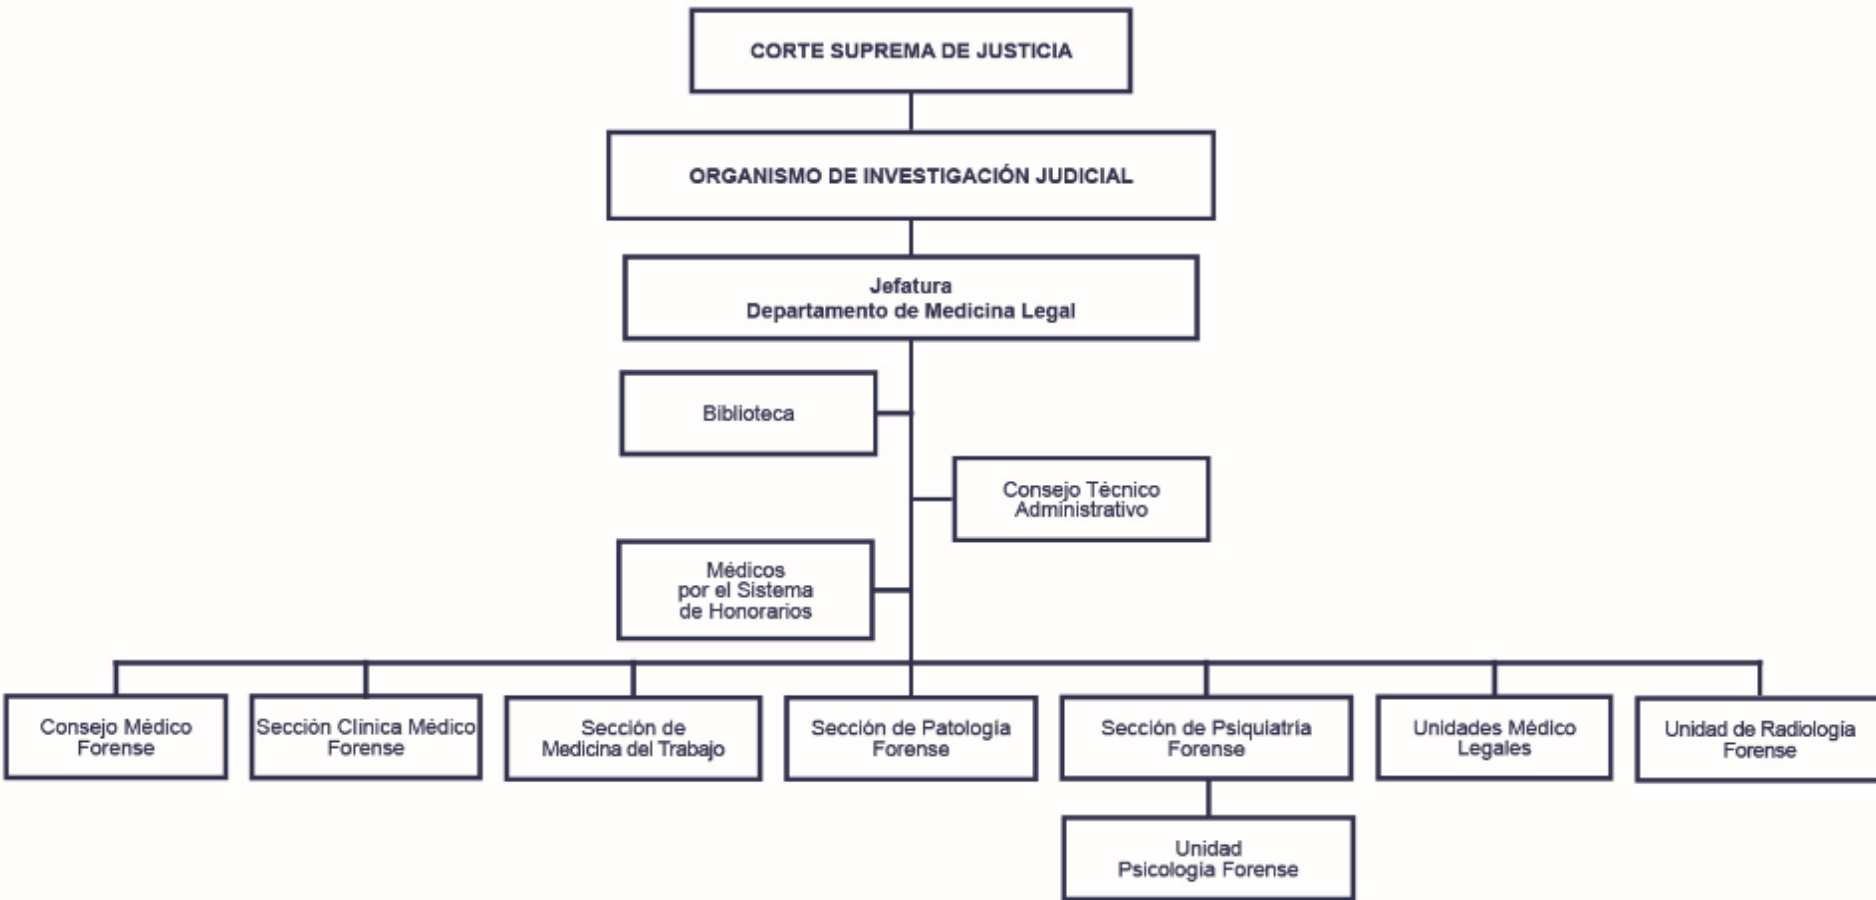 CORTE SUPREMA DE JUSTICIA
ORGANISMO DE INVESTIGACIÓN JUDICIAL
Jefatura
Departamento de Medicina Legal
Biblioteca
Consejo Técnico
Administrativo
Médicos
por el Sistema
de Honorarios
Consejo Médico
Forense
Sección Clínica Médico
Forense
Sección de
Medicina del Trabajo
Sección de Patología
Forense
Sección de Psiquiatría
Forense
Unidades Médico
Legales
Unidad de Radiología
Forense
Unidad
Psicología Forense